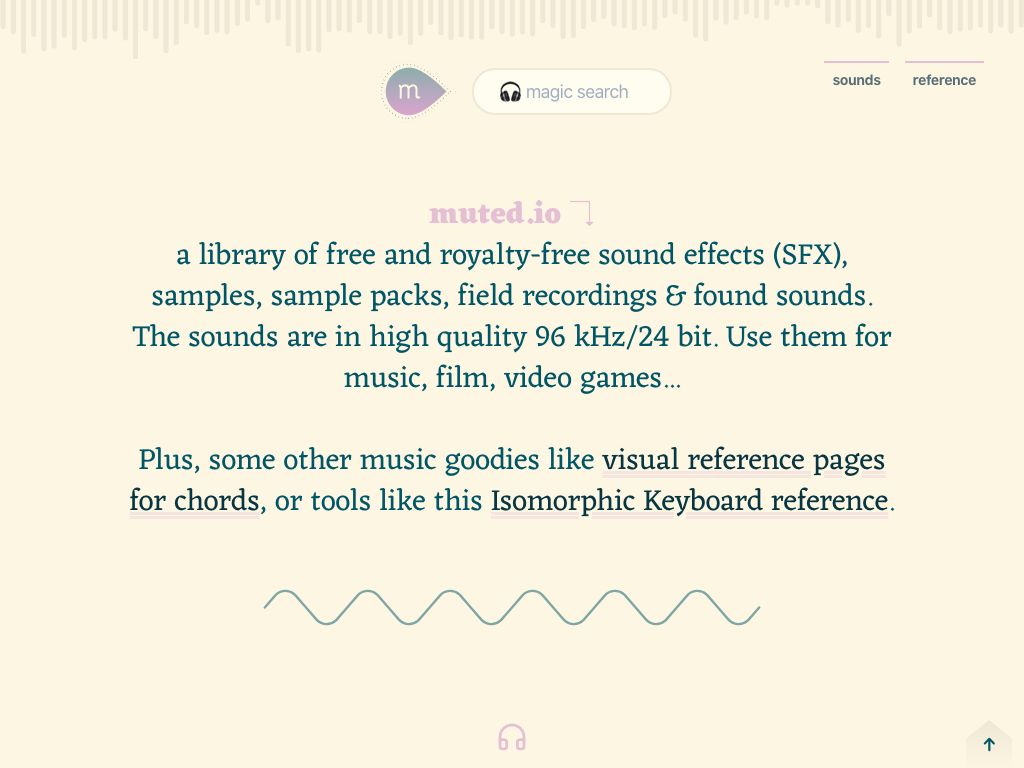 m
magic search
sounds
reference
muted.io
a library of free and royalty-free sound effects (SFX),
samples, sample packs, field recordings & found sounds.
The sounds are in high quality 96 kHz/24 bit. Use them for
music, film, video games...
Plus, some other music goodies like visual reference pages
for chords, or tools like this Isomorphic Keyboard reference.